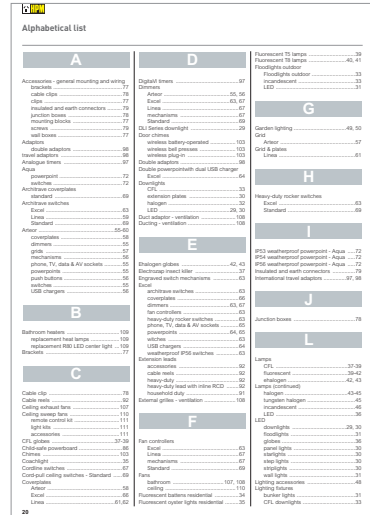 HPM
Alphabetical list
A
Accessories - general mounting and wiring
brackets 77
cable clips 78
clips 77
insulated and earth connectors 79
junction boxes 78
mounting blocks 77
screws 79
wall boxes 77
Adaptors
double adaptors 98
travel adaptors 98
Analogue timers 97
Aqua
powerpoint 72
switches 72
Architrave coverplates
standard 69
Architrave switches
Excel 63
Linea 59
Standard 69
Arteor 55-60
coverplates 58
dimmers 55
grids 57
mechanisms 56
phone, TV, data & AV sockets 55
powerpoints 55
push buttons 56
switches 55
USB chargers 56
B
Bathroom heaters 109
replacement heat lamps 109
replacement R80 LED center light 109
Brackets 77
C
Cable clip 78
Cable reels 92
Ceiling exhaust fans 107
Ceiling sweep fans 110
remote control kit 111
light kits 111
accessories 111
CFL globes 37-39
Child-safe powerboard 86
Chimes 103
Coachlight 35
Cordline switches 67
Cord-pull ceiling switches - Standard 69
Coverplates
Arteor 58
Excel 66
Linea 61,62
20
D
Digital/l timers 97
Dimmers
Arteor 55, 56
Excel 63, 67
Linea
mechanisms 67
Standard 69
DLI Series downlight 29
Door chimes
wireless battery-operated 103
wireless bell presses 103
wireless plug-in 103
Double adaptors 98
Double powerpointwith dual USB charger
Excel 64
Downlights
CFL 33
extension plates 30
halogen 32
LED 29, 30
Duct adaptor - ventilation 108
Ducting - ventilation 108
E
Ehalogen globes 42, 43
Electrozap insect killer 37
Engraved switch mechanisms 63
Excel
architrave switches 63
coverplates 66
dimmers 63, 67
fan controllers 63
heavy-duty rocker switches 63
phone, TV, data & AV sockets 65
powerpoints 64, 65
witches 63
USB chargers 64
weatherproof IP56 switches 63
Extension leads
accessories 92
cable reels 92
heavy-duty 92
heavy-duty lead with inline RCD 92
household duty 91
External grilles - ventilation 108
F
Fan controllers
Excel 63
Linea 67
mechanisms 67
Standard 69
Fans
bathroom 107, 108
ceiling 110
Fluorescent battens residential 34
Fluorescent oyster lights residential 35
Fluorescent T5 lamps 39
Fluorescent T8 lamps 40, 41
Floodlights outdoor
Floodlights outdoor 33
incandescent 33
LED 31
G
Garden lighting 49, 50
Grid
Arteor 57
Grid & plates
Linea 61
H
Heavy-duty rocker switches
Excel 63
Standard 69
I
IP53 weatherproof powerpoint - Aqua 72
IP54 weatherproof powerpoint - Aqua 72
IP56 weatherproof powerpoint - Aqua 72
Insulated and earth connectors 79
International travel adaptors 97, 98
J
Junction boxes 78
L
Lamps
CFL 37-39
fluorescent 39-42
ehalogen 42, 43
Lamps (continued)
halogen 43-45
tungsten halogen 45
incandescent 46
LED 36
LED
downlights 29, 30
floodlights 31
globes 36
panel lights 30
starlights 30
step lights 30
striplights 30
wall lights 31
Lighting accessories 48
Lighting fixtures
bunker lights 31
CFL downlights 33